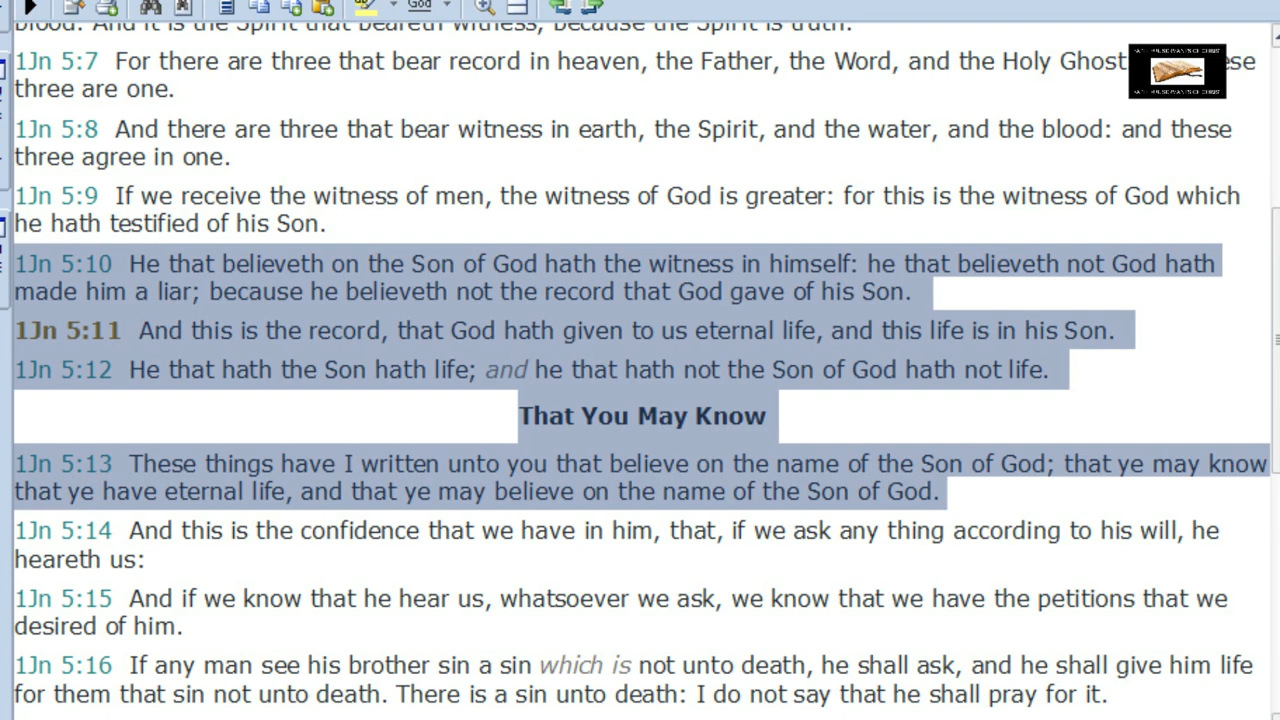 blood. And it is the Spirit that beareth witness, because the Spirit is truth.
1Jn 5:7 For there are three that bear record in heaven, the Father, the Word, and the Holy Ghost
three are one.
1Jn 5:8 And there are three that bear witness in earth, the Spirit, and the water, and the blood: and these
three agree in one.
1Jn 5:9 If we receive the witness of men, the witness of God is greater: for this is the witness of God which
he hath testified of his Son.
1Jn 5:10 He that believeth on the Son of God hath the witness in himself: he that believeth not God hath
made him a liar; because he believeth not the record that God gave of his Son.
1Jn 5:11 And this is the record, that God hath given to us eternal life, and this life is in his Son.
1Jn 5:12 He that hath the Son hath life; and he that hath not the Son of God hath not life.
That You May Know
1Jn 5:13 These things have I written unto you that believe on the name of the Son of God; that ye may know
that ye have eternal life, and that ye may believe on the name of the Son of God.
1Jn 5:14 And this is the confidence that we have in him, that, if we ask any thing according to his will, he
heareth us:
1Jn 5:15 And if we know that he hear us, whatsoever we ask, we know that we have the petitions that we
desired of him.
1Jn 5:16 If any man see his brother sin a sin which is not unto death, he shall ask, and he shall give him life
for them that sin not unto death. There is a sin unto death: I do not say that he shall pray for it.